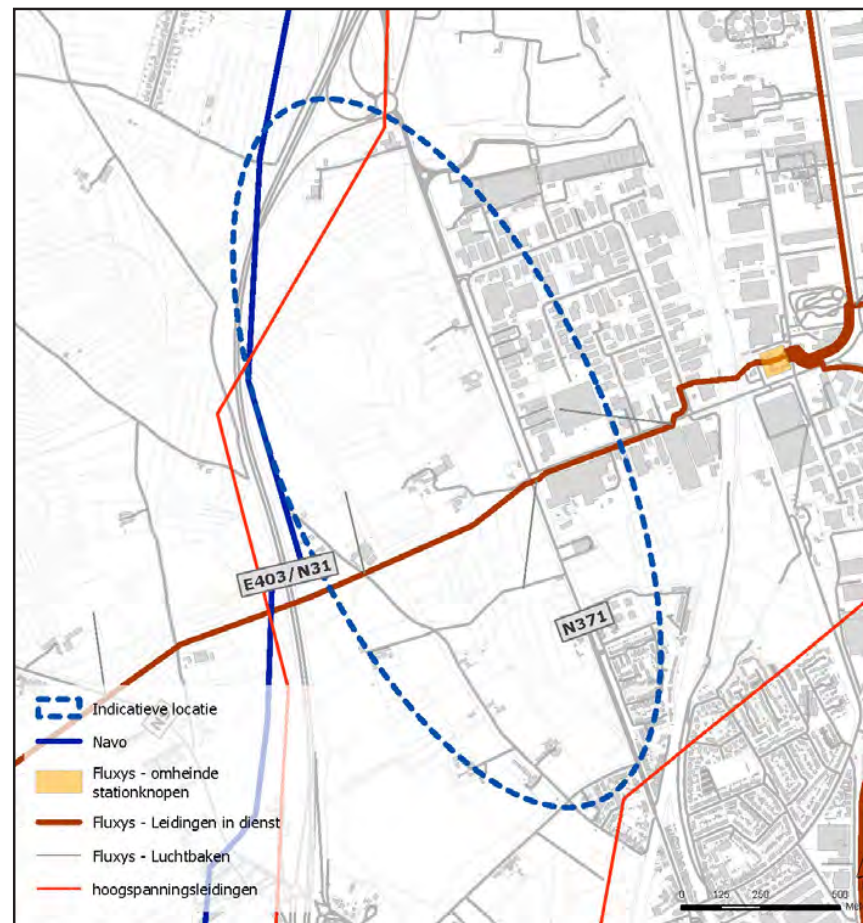 E403/N31
N371
Indicatieve locatie
Navo
Fluxys - omheinde
stationknopen
Fluxys - Leidingen in dienst
Fluxys - Luchtbaken
hoogspanningsleidingen
0 125 250 500